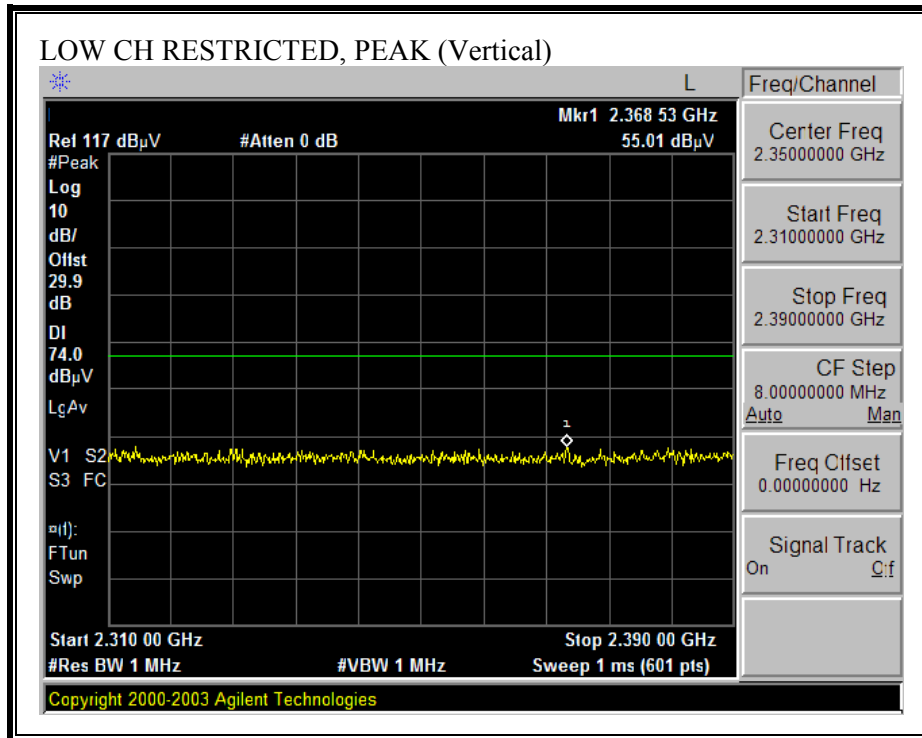 LOW CH RESTRICTED, PEAK (Vertical)
L
Freq/Channel
Mkr1 2.368 53 GHz
Ref 117 dBµV #Atten 0 dB 55.01 dBµV
#Peak
Log
10
dB/
Offst
29.9
dB
DI
74.0
dBµV
LgAv
1
V1 S2
S3 FC
¤(f):
FTun
Swp
Start 2.310 00 GHz Stop 2.390 00 GHz
#Res BW 1 MHz #VBW 1 MHz Sweep 1 ms (601 pts)
Copyright 2000-2003 Agilent Technologies
Center Freq
2.35000000 GHz
Start Freq
2.31000000 GHz
Stop Freq
2.39000000 GHz
CF Step
8.00000000 MHz
Auto Man
Freq Offset
0.00000000 Hz
Signal Track
On Off